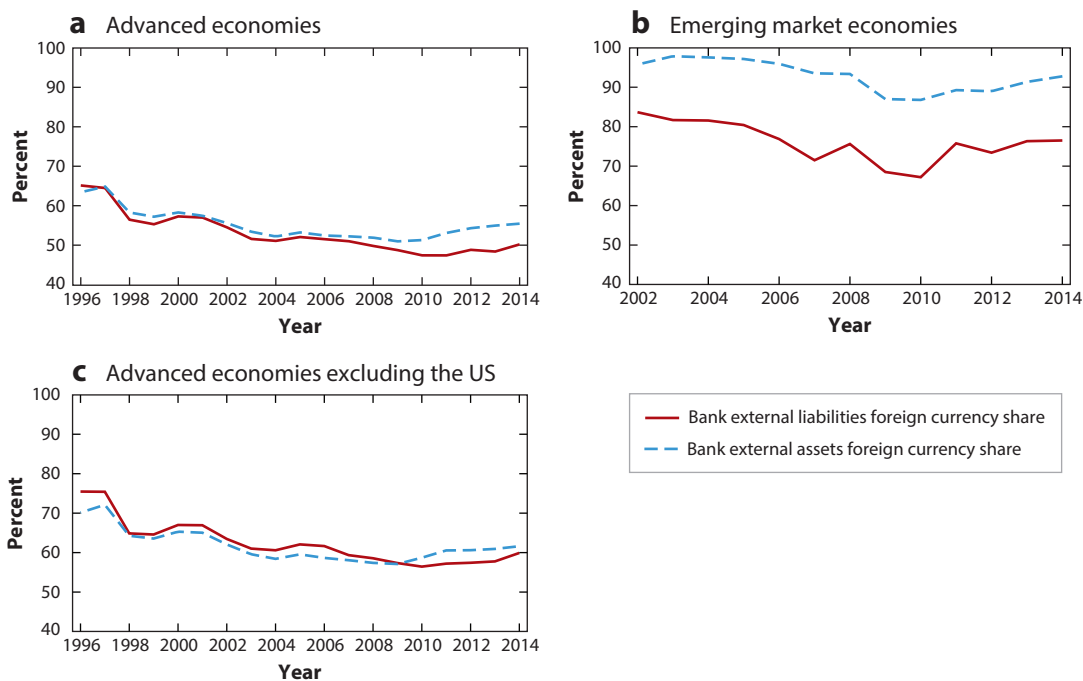 a Advanced economies
100
90
80
70
60
50
40
Percent
1996 1998 2000 2002 2004 2006 2008 2010 2012 2014
Year
b Emerging market economies
100
90
80
70
60
50
40
Percent
2002 2004 2006 2008 2010 2012 2014
Year
c Advanced economies excluding the US
100
90
80
70
60
50
40
Percent
1996 1998 2000 2002 2004 2006 2008 2010 2012 2014
Year
Bank external liabilities foreign currency share
Bank external assets foreign currency share